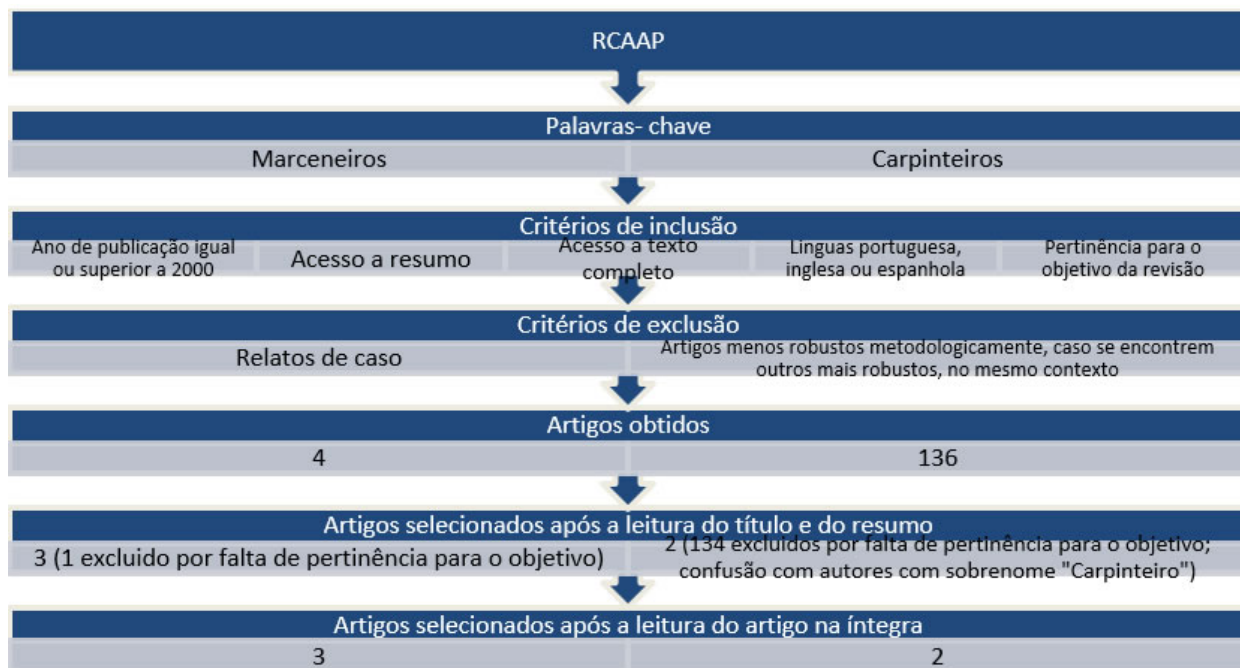 RCAAP
Palavras- chave
Marceneiros
Carpinteiros
Critérios de inclusão
Ano de publicação igual
ou superior a 2000
Acesso a resumo
Acesso a texto
completo
Linguas portuguesa,
inglesa ou espanhola
Pertinência para o
objetivo da revisão
Critérios de exclusão
Relatos de caso
Artigos menos robustos metodologicamente, caso se encontrem
outros mais robustos, no mesmo contexto
Artigos obtidos
4
136
Artigos selecionados após a leitura do título e do resumo
3 (1 excluido por falta de pertinência para o objetivo)
2 (134 excluidos por falta de pertinência para o objetivo;
confusão com autores com sobrenome "Carpinteiro")
Artigos selecionados após a leitura do artigo na íntegra
3
2